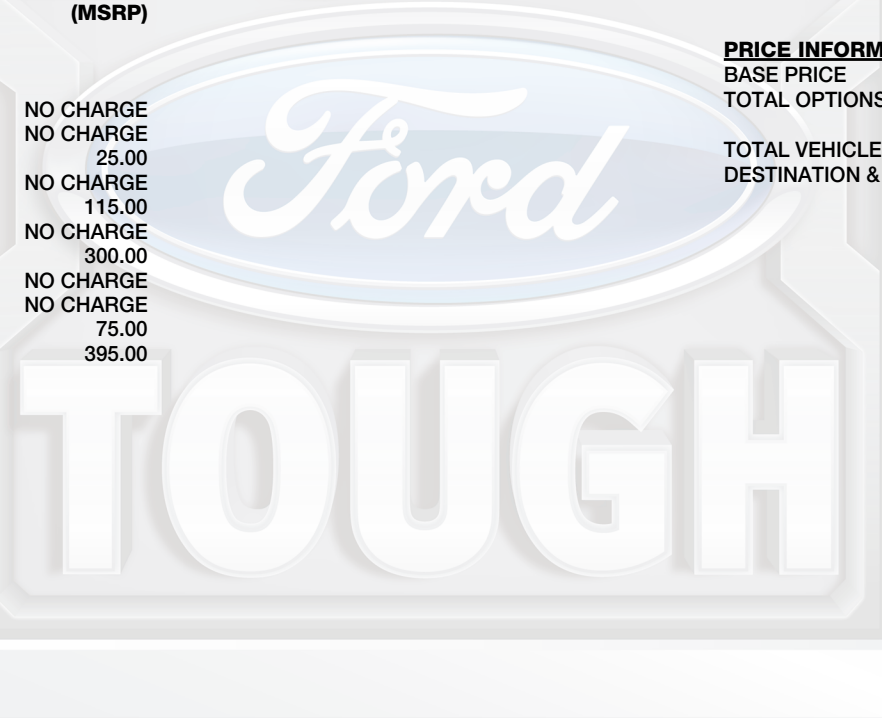 (MSRP)
NO CHARGE
NO CHARGE
25.00
NO CHARGE
115.00
NO CHARGE
300.00
NO CHARGE
NO CHARGE
75.00
395.00
PRICE INFORM
BASE PRICE
TOTAL OPTIONS
TOTAL VEHICLE
DESTINATION &
Ford
TOUGH